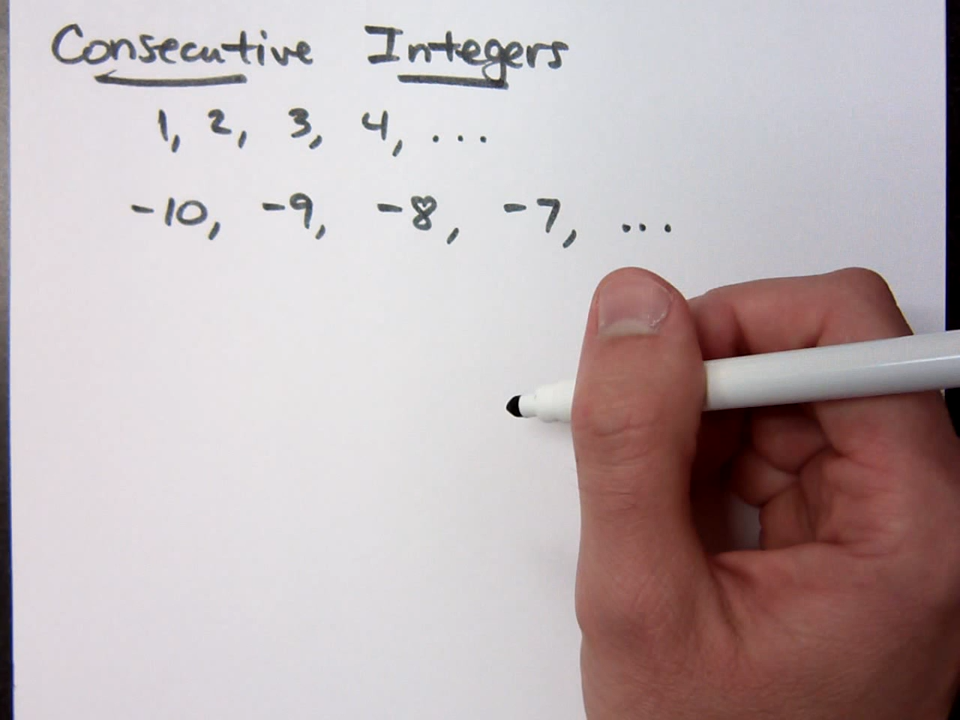 Consecutive Integers
1, 2, 3, 4, ...
-10, -9, -8, -7, ...